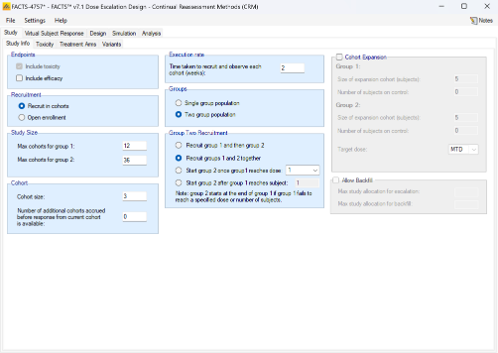 FACTS-4757* - FACTS™ v7.1 Dose Escalation Design - Continual Reassessment Methods (CRM)
File Settings Help
Notes
Study Virtual Subject Response Design Simulation Analysis
Study Info Toxicity Treatment Arms Variants
Endpoints
Include toxicity
Include efficacy
Recruitment
Recruit in cohorts
Open enrollment
Study Size
Max cohorts for group 1: 12
Max cohorts for group 2: 36
Cohort
Cohort size: 3
Number of additional cohorts accrued
before response from current cohort
is available: 0
Execution rate
Time taken to recruit and observe each
cohort (weeks): 2
Groups
Single group population
Two group population
Group Two Recruitment
Recruit group 1 and then group 2
Recruit groups 1 and 2 together
Start group 2 once group 1 reaches dose 1
Start group 2 after group 1 reaches subject: 1
Note: group 2 starts at the end of group 1 if group 1 fails to
reach a specified dose or number of subjects.
Cohort Expansion
Group 1:
Size of expansion cohort (subjects): 5
Number of subjects on control: 0
Group 2:
Size of expansion cohort (subjects): 5
Number of subjects on control: 0
Target dose: MTD
Allow Backfill
Max study allocation for escalation:
Max study allocation for backfill: